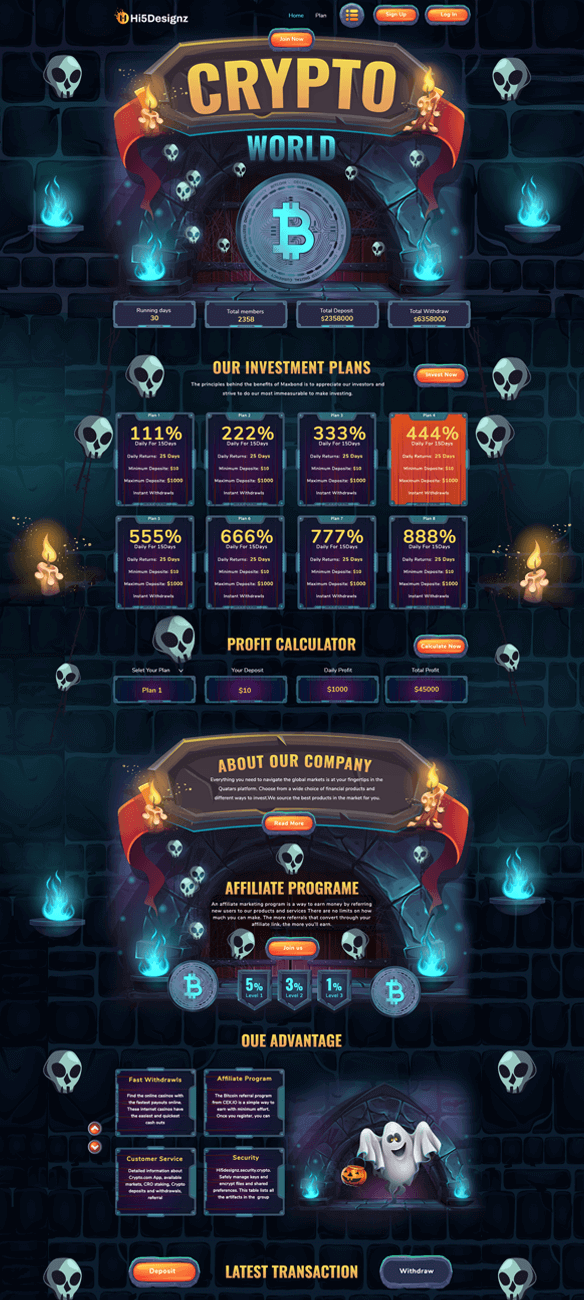 Hi5Designz
Home
Plan
Sign Up
Log In
Join Now
CRYPTO
WORLD
Running days
30
Total members
2358
Total Deposit
$2358000
Total Withdraw
$6358000
OUR INVESTMENT PLANS
Invest Now
The principles behind the benefits of Maxbond is to appreciate our investors and
strive to do our most immeasurable to make investing.
Plan 1
111%
Daily For 15Days
Daily Returns: 25 Days
Minimum Deposite: $10
Maximum Deposite: $1000
Instant Withdrawls
Plan 2
222%
Daily For 15Days
Daily Returns: 25 Days
Minimum Deposite: $10
Maximum Deposite: $1000
Instant Withdrawls
Plan 3
333%
Daily For 15Days
Daily Returns: 25 Days
Minimum Deposite: $10
Maximum Deposite: $1000
Instant Withdrawls
Plan 4
444%
Daily For 15Days
Daily Returns: 25 Days
Minimum Deposite: $10
Maximum Deposite: $1000
Instant Withdrawls
Plan 5
555%
Daily For 15Days
Daily Returns: 25 Days
Minimum Deposite: $10
Maximum Deposite: $1000
Instant Withdrawls
Plan 6
666%
Daily For 15Days
Daily Returns: 25 Days
Minimum Deposite: $10
Maximum Deposite: $1000
Instant Withdrawls
Plan 7
777%
Daily For 15Days
Daily Returns: 25 Days
Minimum Deposite: $10
Maximum Deposite: $1000
Instant Withdrawls
Plan 8
888%
Daily For 15Days
Daily Returns: 25 Days
Minimum Deposite: $10
Maximum Deposite: $1000
Instant Withdrawls
PROFIT CALCULATOR
Calculate Now
Selet Your Plan
Plan 1
Your Deposit
$10
Daily Profit
$1000
Total Profit
$45000
ABOUT OUR COMPANY
Everything you need to navigate the global markets is at your fingertips in the
Quatars platform. Choose from a wide choice of financial products and
different ways to invest.We source the best products in the market for you.
Read More
AFFILIATE PROGRAME
An affiliate marketing program is a way to earn money by referring
new users to our products and services There are no limits on how
much you can make. The more referrals that convert through your
affiliate link, the more you'll earn.
Join us
5%
Level 1
3%
Level 2
1%
Level 3
OUE ADVANTAGE
Fast Withdrawls
Find the online casinos with
the fastest payouts online.
These internet casinos have
the easiest and quickest
cash outs
Affiliate Program
The Bitcoin referral program
from CEX.IO is a simple way to
earn with minimum effort.
Once you register, you can
Customer Service
Detailed information about
Crypto.com App, available
markets, CRO staking, Crypto
deposits and withdrawals,
referral
Security
Hi5designz.security.crypto.
Safely manage keys and
encrypt files and shared
preferences. This table lists all
the artifacts in the group
Deposit
LATEST TRANSACTION
Withdraw